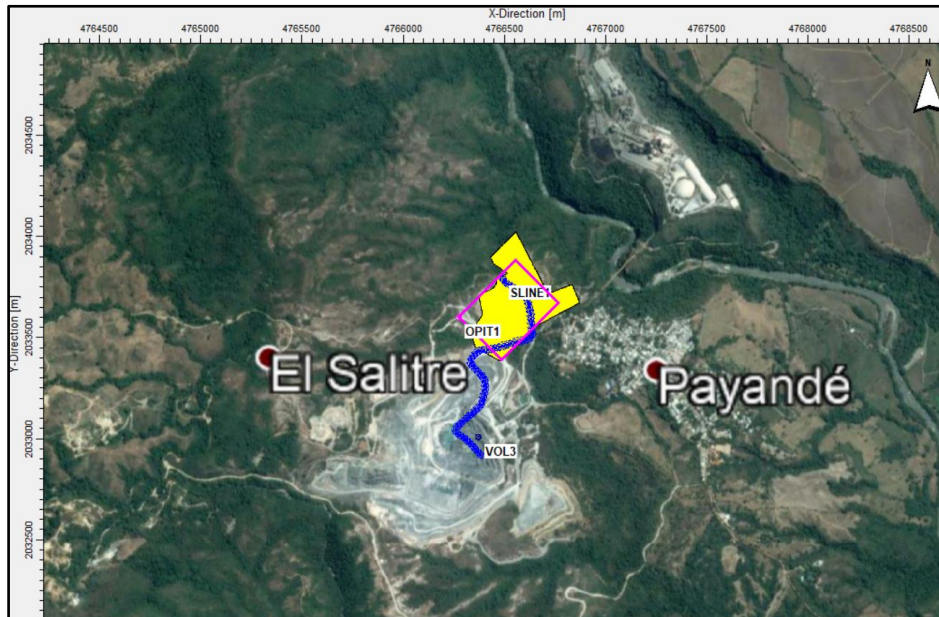 X-Direction [m]
4764500 4765000 4765500 4766000 4766500 4767000 4767500 4768000 4768500
N
Y-Direction [m]
2034500
2034000
2033500
2033000
2032500
SLINE1
OPIT1
El Salitre
Payandé
VOL3